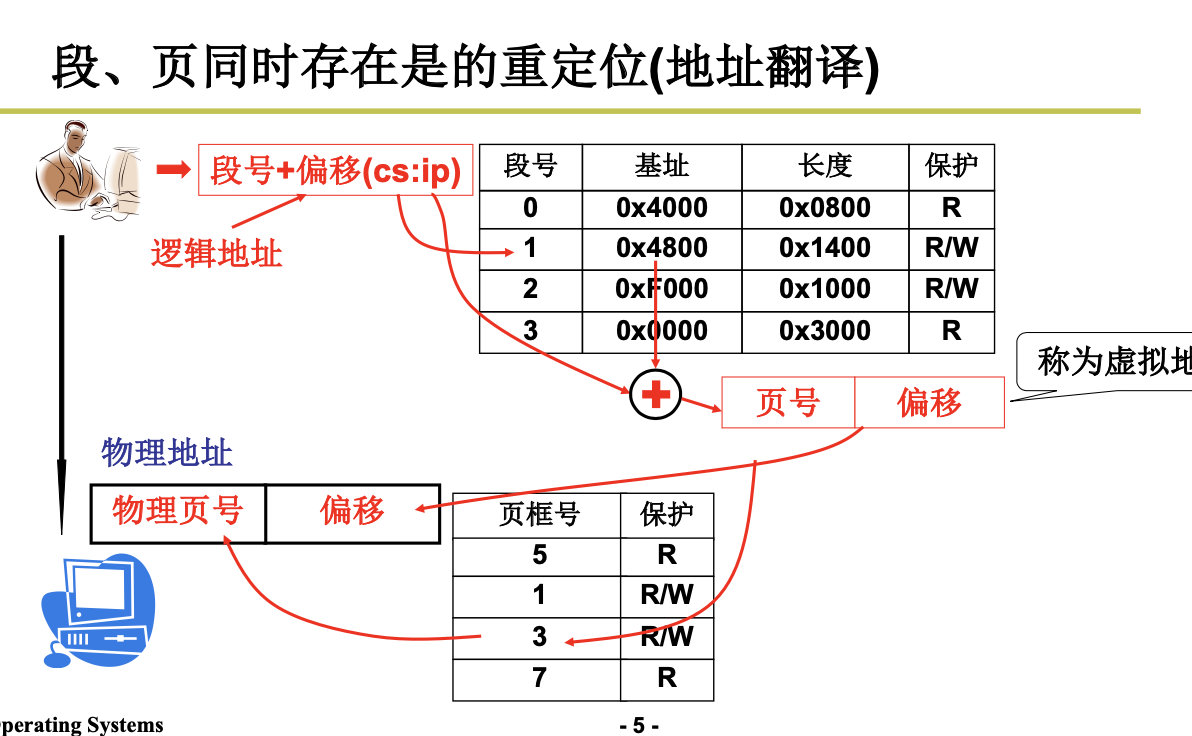 段、页同时存在是的重定位(地址翻译)
段号+偏移(cs:ip)
逻辑地址
段号 基址 长度 保护
0 0x4000 0x0800 R
1 0x4800 0x1400 R/W
2 0xF000 0x1000 R/W
3 0x0000 0x3000 R
称为虚拟地
页号 偏移
物理地址
物理页号 偏移
页框号 保护
5 R
1 R/W
3 R/W
7 R
perating Systems
- 5 -